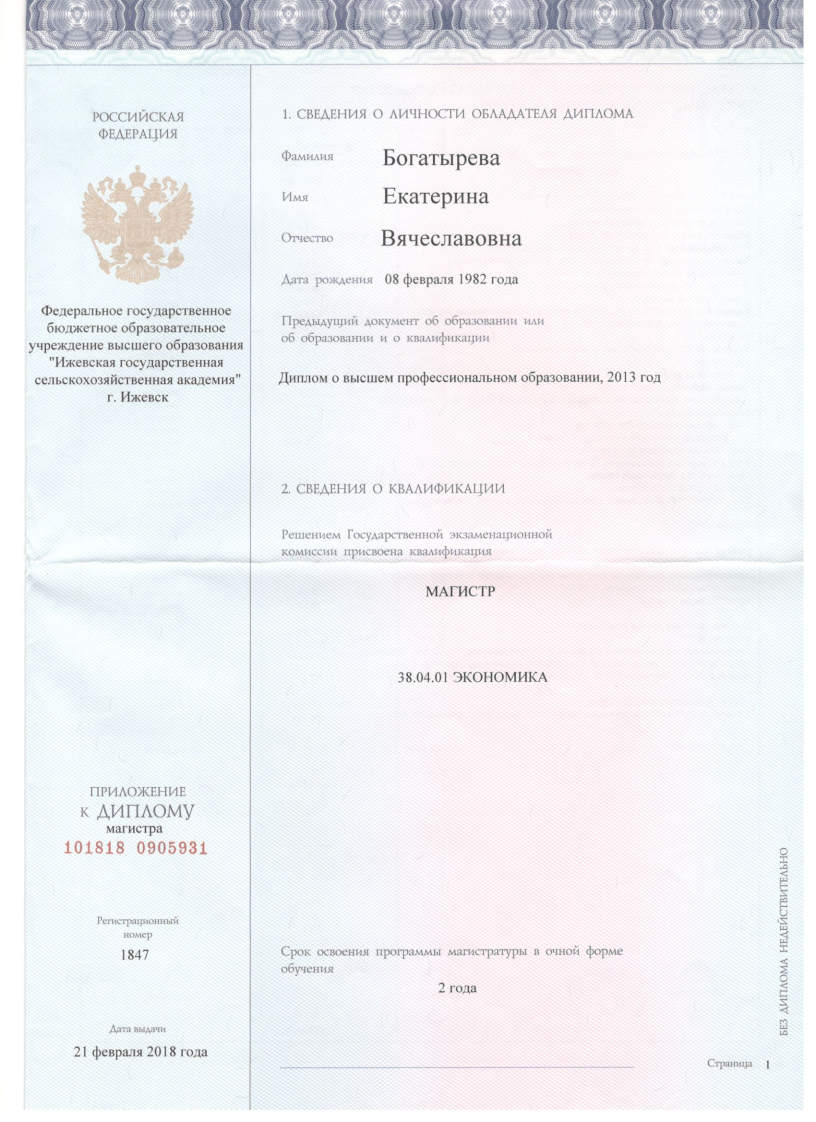 РОССИЙСКАЯ
ФЕДЕРАЦИЯ
Федеральное государственное
бюджетное образовательное
учреждение высшего образования
"Ижевская государственная
сельскохозяйственная академия"
г. Ижевск
ПРИЛОЖЕНИЕ
к ДИПЛОМУ
магистра
101818 0905931
Регистрационный
номер
1847
Дата выдачи
21 февраля 2018 года
1. СВЕДЕНИЯ О ЛИЧНОСТИ ОБЛАДАТЕЛЯ ДИПЛОМА
Фамилия Богатырева
Имя Екатерина
Отчество Вячеславовна
Дата рождения 08 февраля 1982 года
Предыдущий документ об образовании или
об образовании и о квалификации
Диплом о высшем профессиональном образовании, 2013 год
2. СВЕДЕНИЯ О КВАЛИФИКАЦИИ
Решением Государственной экзаменационной
комиссии присвоена квалификация
МАГИСТР
38.04.01 ЭКОНОМИКА
Срок освоения программы магистратуры в очной форме
обучения
2 года
БЕЗ ДИПЛОМА НЕДЕЙСТВИТЕЛЬНО
Страница 1